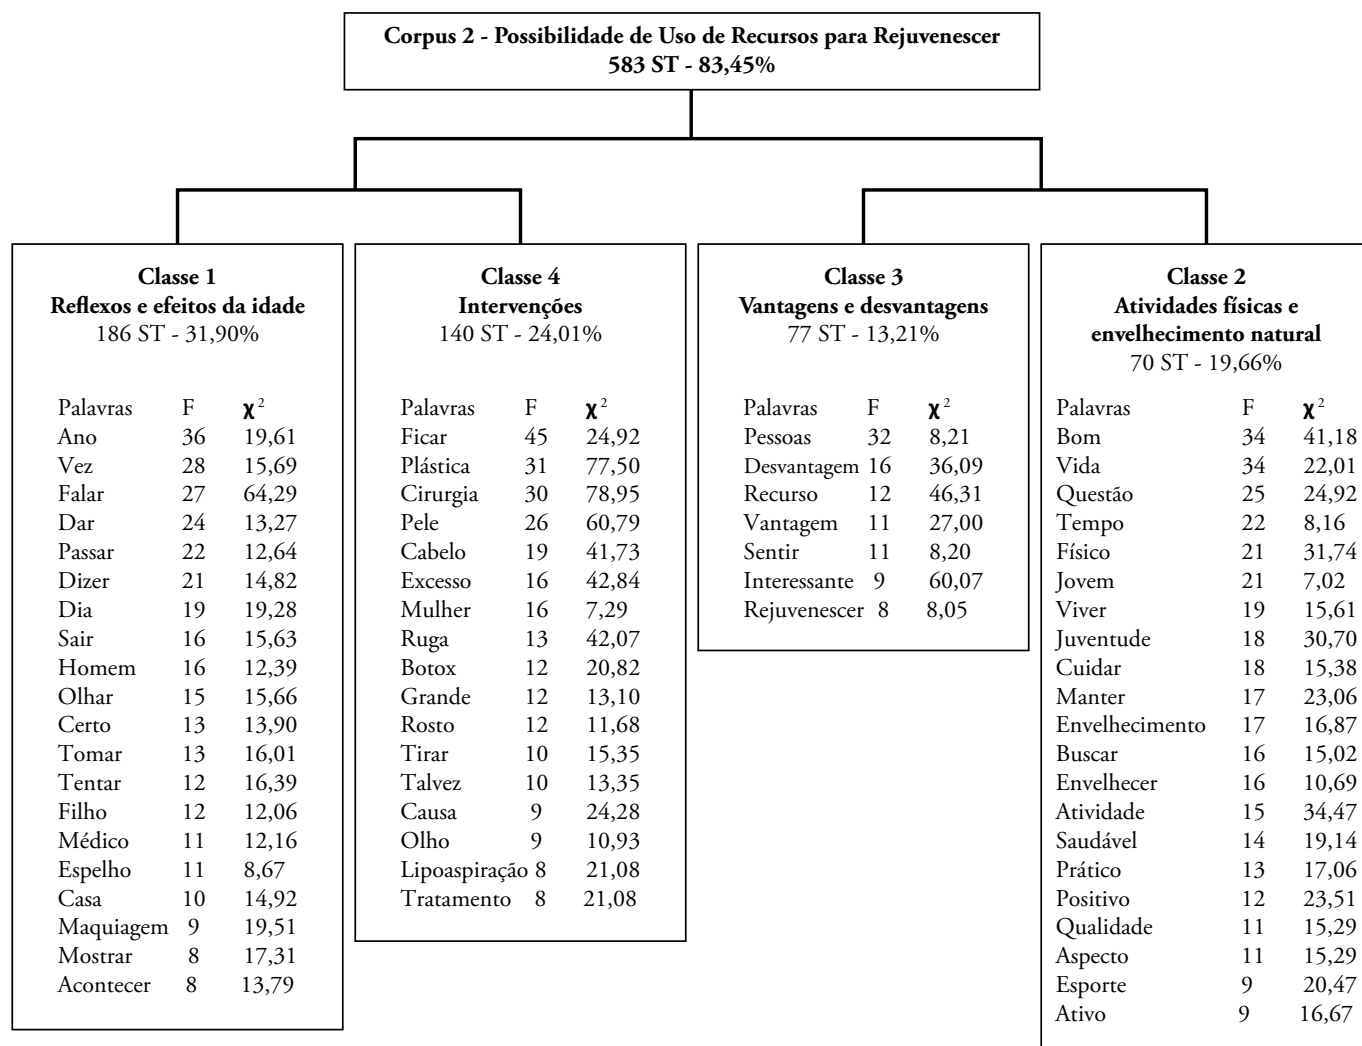 Corpus 2 - Possibilidade de Uso de Recursos para Rejuvenescer
583 ST - 83,45%
Classe 1
Reflexos e efeitos da idade
186 ST - 31,90%
Palavras F χ²
Ano 36 19,61
Vez 28 15,69
Falar 27 64,29
Dar 24 13,27
Passar 22 12,64
Dizer 21 14,82
Dia 19 19,28
Sair 16 15,63
Homem 16 12,39
Olhar 15 15,66
Certo 13 13,90
Tomar 13 16,01
Tentar 12 16,39
Filho 12 12,06
Médico 11 12,16
Espelho 11 8,67
Casa 10 14,92
Maquiagem 9 19,51
Mostrar 8 17,31
Acontecer 8 13,79
Classe 4
Intervenções
140 ST - 24,01%
Palavras F χ²
Ficar 45 24,92
Plástica 31 77,50
Cirurgia 30 78,95
Pele 26 60,79
Cabelo 19 41,73
Excesso 16 42,84
Mulher 16 7,29
Ruga 13 42,07
Botox 12 20,82
Grande 12 13,10
Rosto 12 11,68
Tirar 10 15,35
Talvez 10 13,35
Causa 9 24,28
Olho 9 10,93
Lipoaspiração 8 21,08
Tratamento 8 21,08
Classe 3
Vantagens e desvantagens
77 ST - 13,21%
Palavras F χ²
Pessoas 32 8,21
Desvantagem 16 36,09
Recurso 12 46,31
Vantagem 11 27,00
Sentir 11 8,20
Interessante 9 60,07
Rejuvenescer 8 8,05
Classe 2
Atividades físicas e
envelhecimento natural
70 ST - 19,66%
Palavras F χ²
Bom 34 41,18
Vida 34 22,01
Questão 25 24,92
Tempo 22 8,16
Físico 21 31,74
Jovem 21 7,02
Viver 19 15,61
Juventude 18 30,70
Cuidar 18 15,38
Manter 17 23,06
Envelhecimento 17 16,87
Buscar 16 15,02
Envelhecer 16 10,69
Atividade 15 34,47
Saudável 14 19,14
Prático 13 17,06
Positivo 12 23,51
Qualidade 11 15,29
Aspecto 11 15,29
Esporte 9 20,47
Ativo 9 16,67